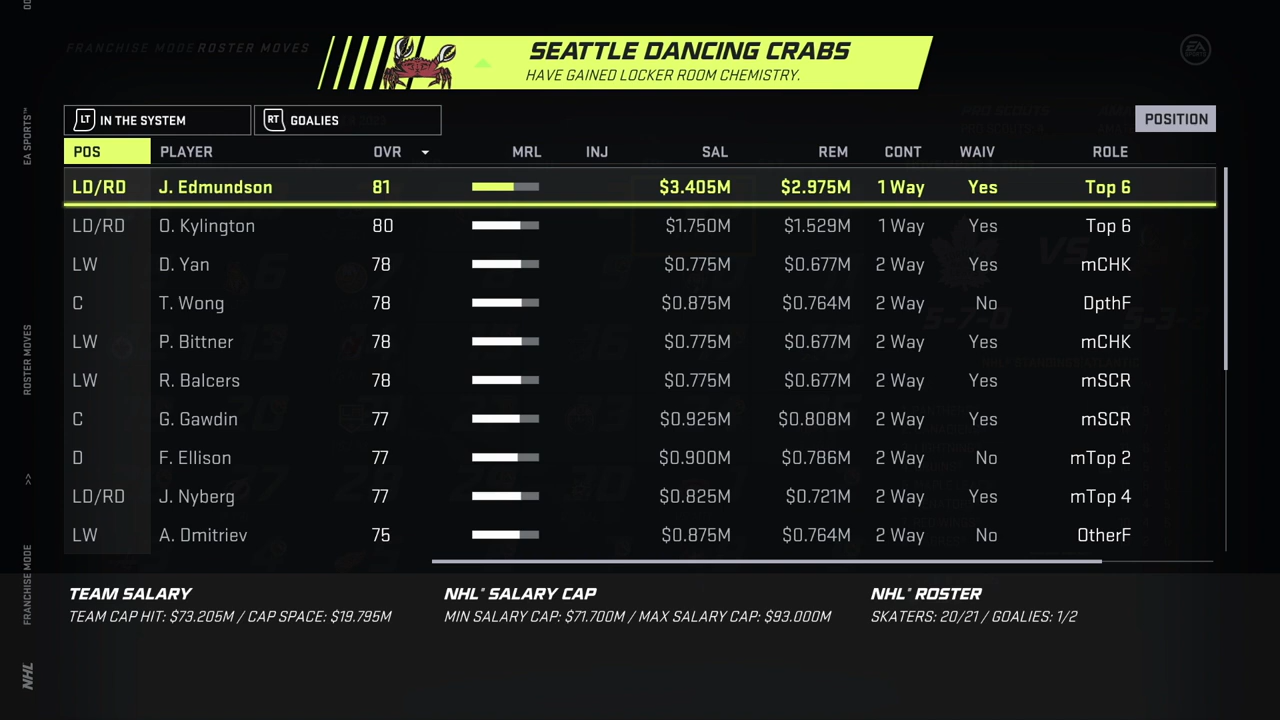 FRANCHISE MODE ROSTER MOVES
SEATTLE DANCING CRABS
HAVE GAINED LOCKER ROOM CHEMISTRY.
EA
LT IN THE SYSTEM RT GOALIES
POSITION
POS PLAYER OVR MRL INJ SAL REM CONT WAIV ROLE
LD/RD J. Edmundson 81 $3.405M $2.975M 1 Way Yes Top 6
LD/RD O. Kylington 80 $1.750M $1.529M 1 Way Yes Top 6
LW D. Yan 78 $0.775M $0.677M 2 Way Yes mCHK
C T. Wong 78 $0.875M $0.764M 2 Way No DpthF
LW P. Bittner 78 $0.775M $0.677M 2 Way Yes mCHK
LW R. Balcers 78 $0.775M $0.677M 2 Way Yes mSCR
C G. Gawdin 77 $0.925M $0.808M 2 Way Yes mSCR
D F. Ellison 77 $0.900M $0.786M 2 Way No mTop 2
LD/RD J. Nyberg 77 $0.825M $0.721M 2 Way Yes mTop 4
LW A. Dmitriev 75 $0.875M $0.764M 2 Way No OtherF
TEAM SALARY
TEAM CAP HIT: $73.205M / CAP SPACE: $19.795M
NHL® SALARY CAP
MIN SALARY CAP: $71.700M / MAX SALARY CAP: $93.000M
NHL® ROSTER
SKATERS: 20/21 / GOALIES: 1/2
NHL
FRANCHISE MODE
>>
ROSTER MOVES
EA SPORTS™
VS
5-7-0